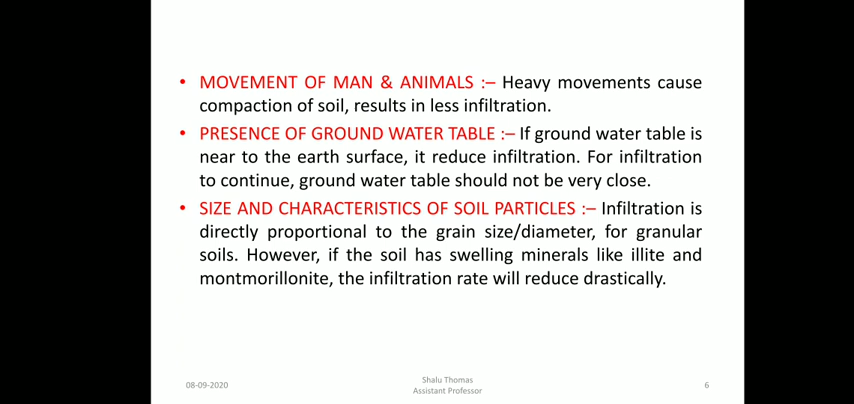 • MOVEMENT OF MAN & ANIMALS :– Heavy movements cause
compaction of soil, results in less infiltration.
• PRESENCE OF GROUND WATER TABLE :– If ground water table is
near to the earth surface, it reduce infiltration. For infiltration
to continue, ground water table should not be very close.
• SIZE AND CHARACTERISTICS OF SOIL PARTICLES :– Infiltration is
directly proportional to the grain size/diameter, for granular
soils. However, if the soil has swelling minerals like illite and
montmorillonite, the infiltration rate will reduce drastically.
08-09-2020
Shalu Thomas
Assistant Professor
6